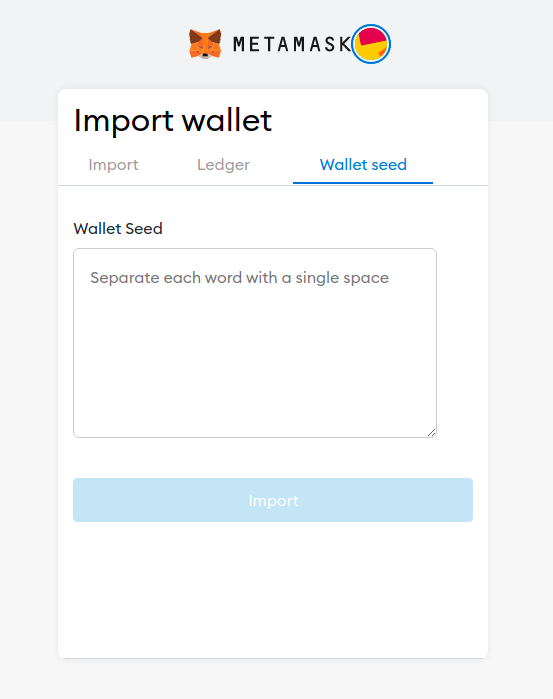 METAMASK
Import wallet
Import Ledger Wallet seed
Wallet Seed
Separate each word with a single space
Import